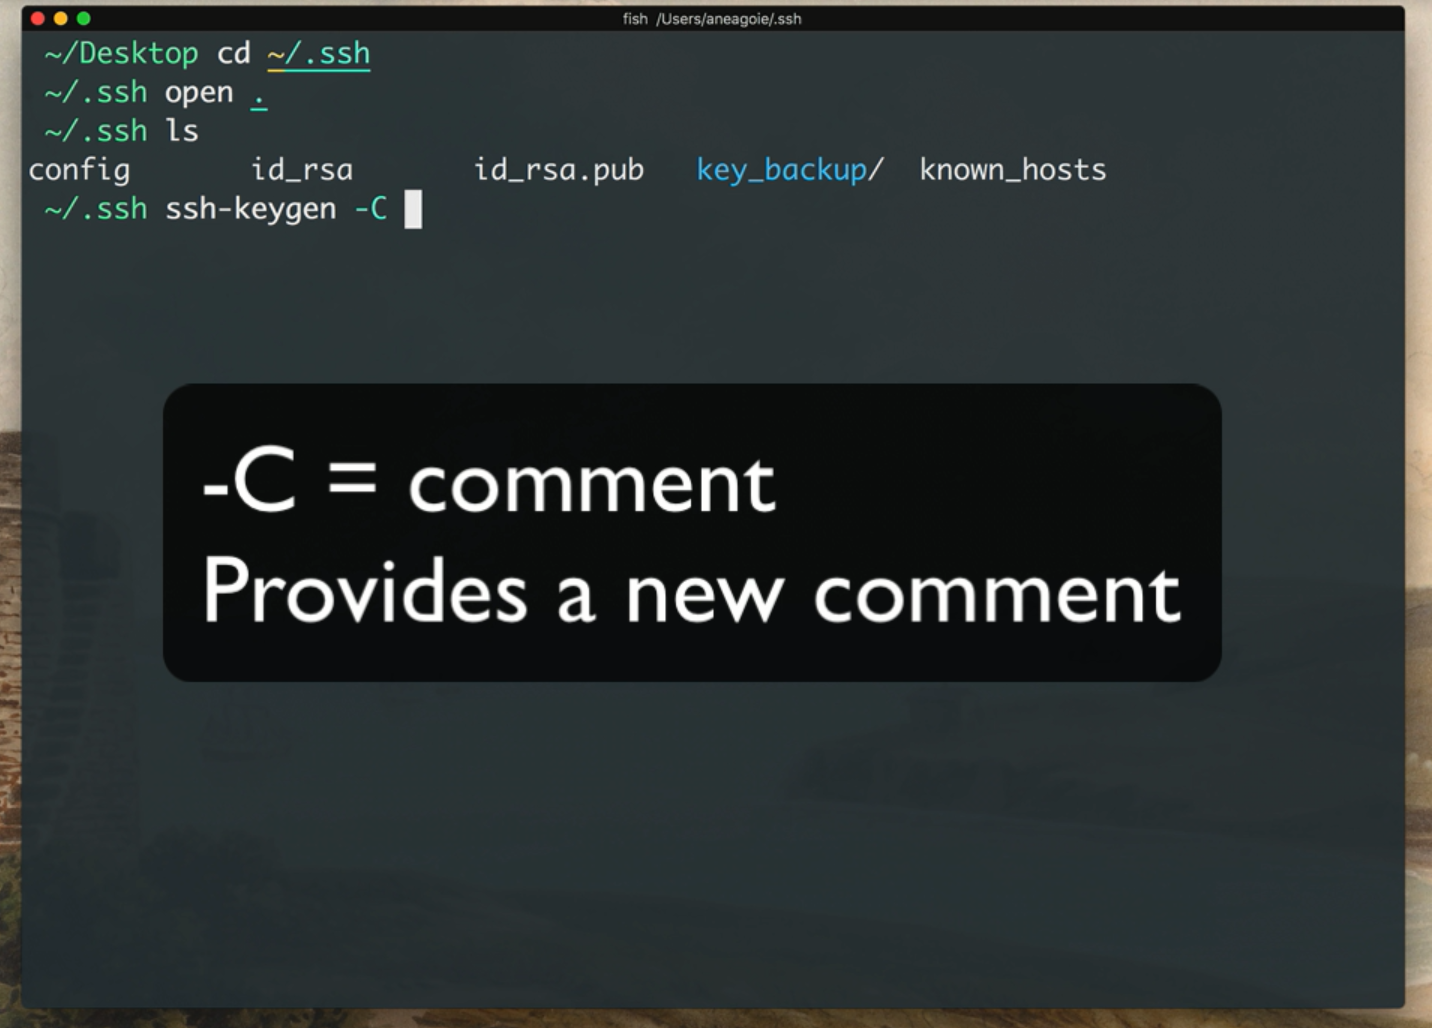 fish /Users/aneagoie/.ssh
~/Desktop cd ~/.ssh
~/.ssh open .
~/.ssh ls
config id_rsa id_rsa.pub key_backup/ known_hosts
~/.ssh ssh-keygen -C
-C = comment
Provides a new comment